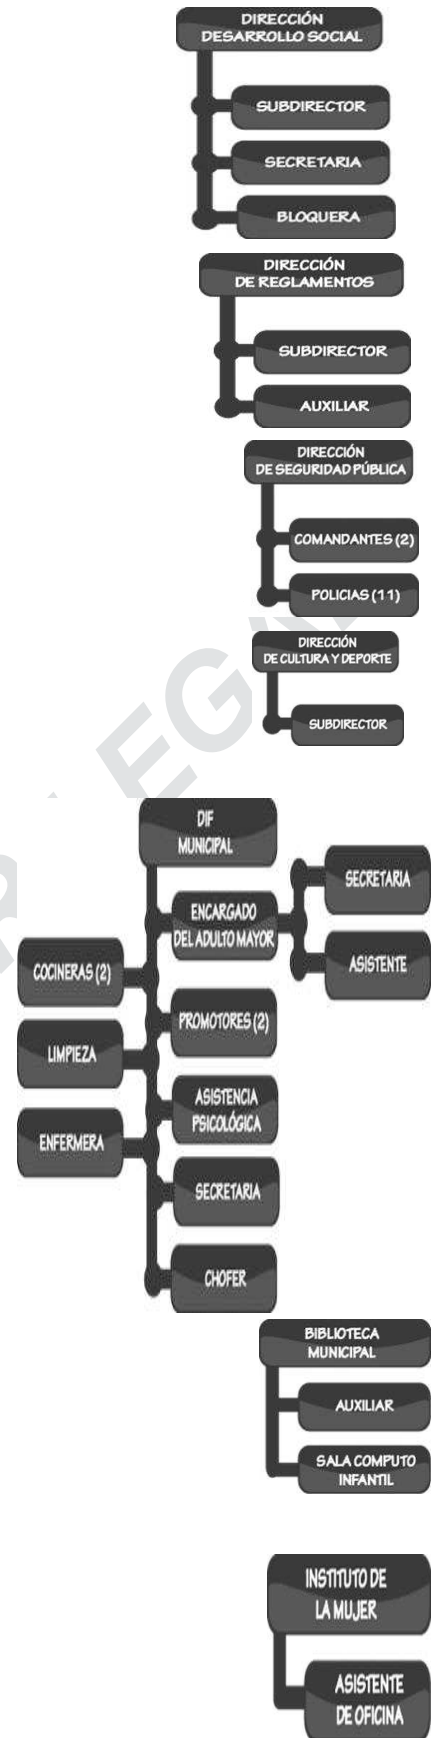 DIRECCIÓN
DESARROLLO SOCIAL
SUBDIRECTOR
SECRETARIA
BLOQUERA
DIRECCIÓN
DE REGLAMENTOS
SUBDIRECTOR
AUXILIAR
DIRECCIÓN
DE SEGURIDAD PÚBLICA
COMANDANTES (2)
POLICIAS (11)
DIRECCIÓN
DE CULTURA Y DEPORTE
SUBDIRECTOR
DIF
MUNICIPAL
ENCARGADO
DEL ADULTO MAYOR
SECRETARIA
ASISTENTE
COCINERAS (2)
PROMOTORES (2)
LIMPIEZA
ASISTENCIA
PSICOLÓGICA
ENFERMERA
SECRETARIA
CHOFER
BIBLIOTECA
MUNICIPAL
AUXILIAR
SALA COMPUTO
INFANTIL
INSTITUTO DE
LA MUJER
ASISTENTE
DE OFICINA